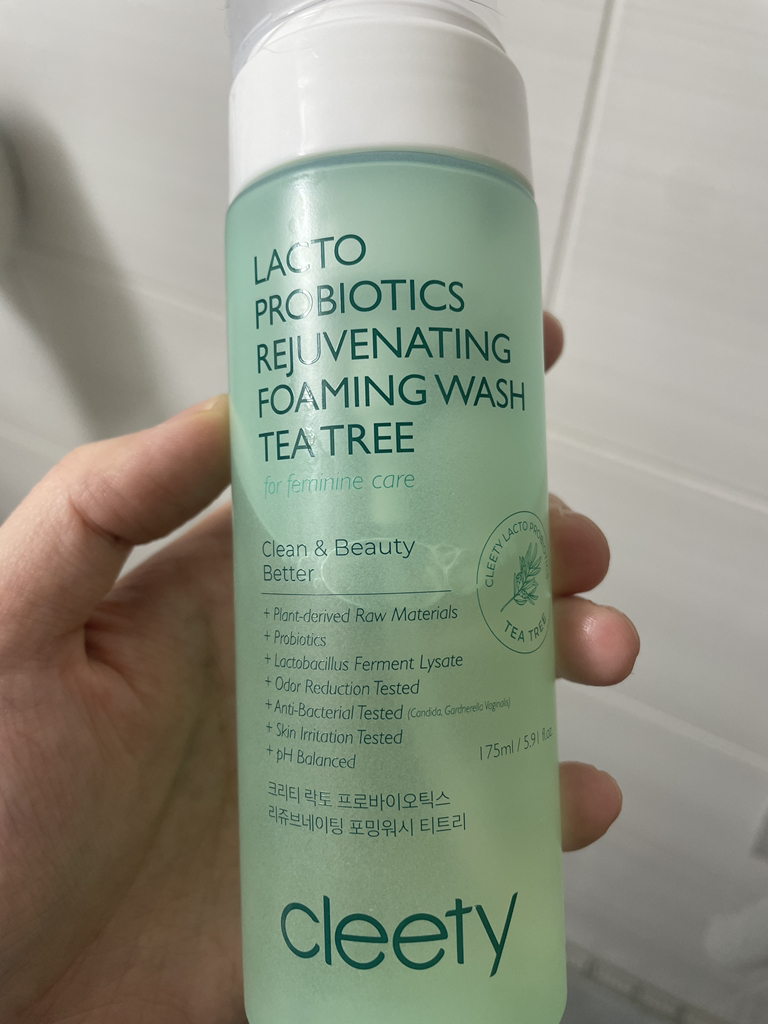 LACTO
PROBIOTICS
REJUVENATING
FOAMING WASH
TEA TREE
for feminine care
Clean & Beauty
Better
CLEETY LACTO
TEA TREE
+ Plant-derived Raw Materials
+ Probiotics
+ Lactobacillus Ferment Lysate
+ Odor Reduction Tested
+ Anti-Bacterial Tested (Candida, Gardnerella Vaginalis)
+ Skin Irritation Tested
+ pH Balanced
175ml / 5.91 fl.oz
크리티 락토 프로바이오틱스
리쥬브네이팅 포밍워시 티트리
cleety